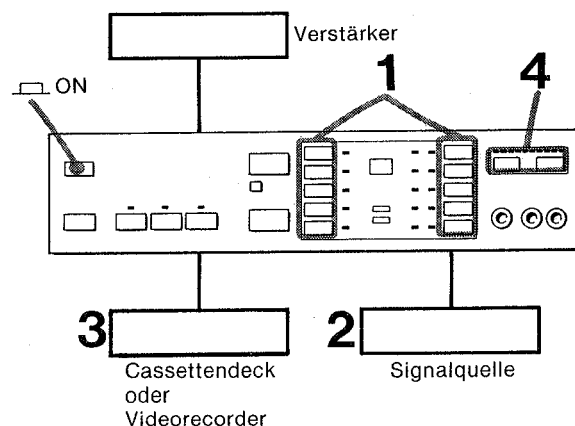 Verstärker
ON
1
4
3
2
Cassettendeck
oder
Videorecorder
Signalquelle